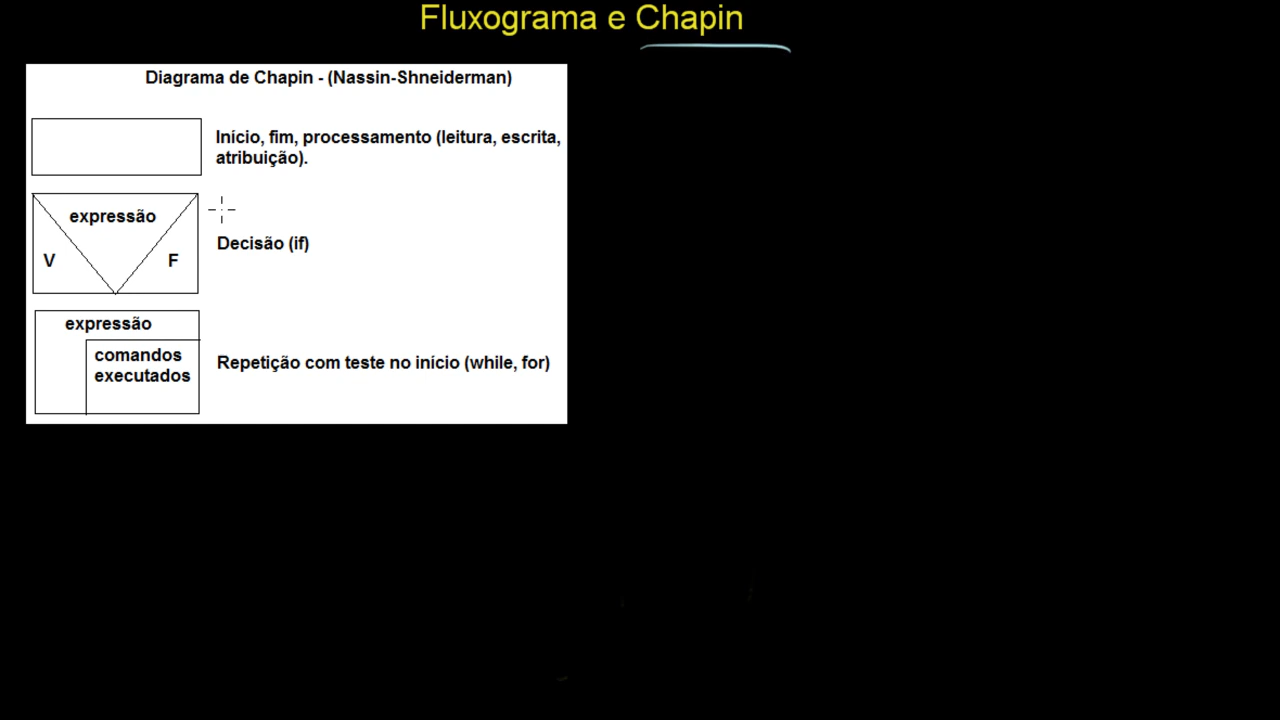 Fluxograma e Chapin
Diagrama de Chapin - (Nassin-Shneiderman)
Início, fim, processamento (leitura, escrita,
atribuição).
expressão
V
F
Decisão (if)
expressão
comandos
executados
Repetição com teste no início (while, for)